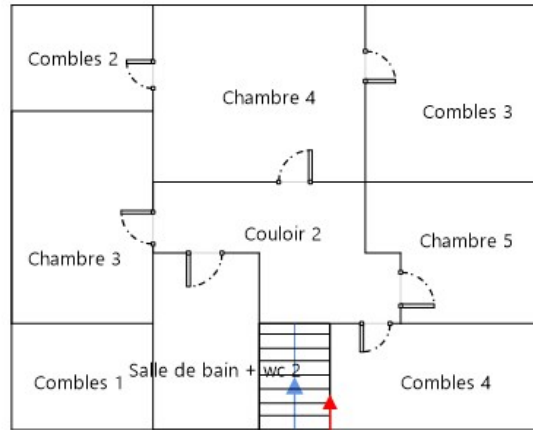 Combles 2
Chambre 4
Combles 3
Couloir 2
Chambre 5
Chambre 3
Salle de bain + wc 2
Combles 1
Combles 4